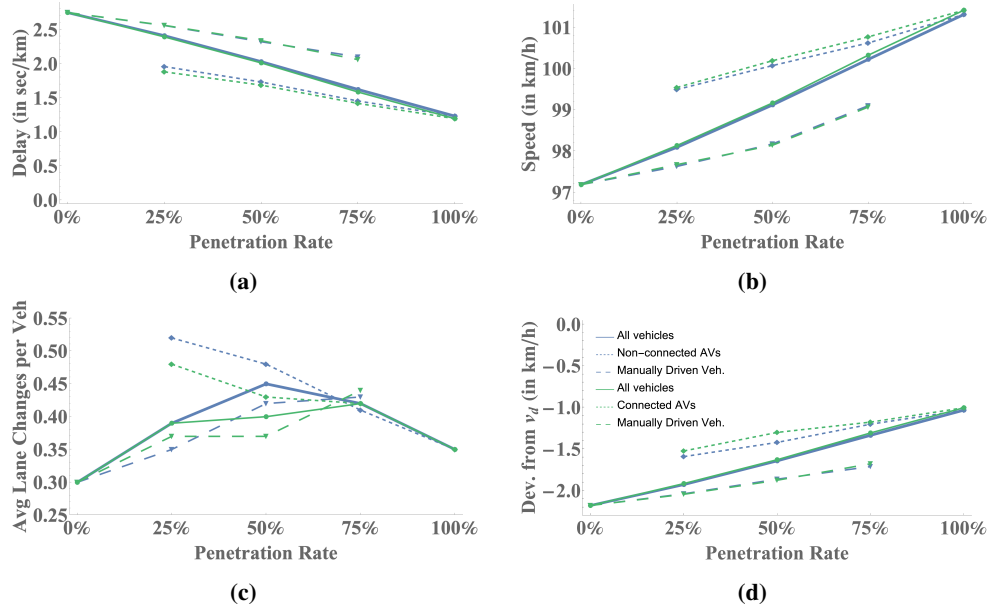 Delay (in sec/km)
2.5
2.0
1.5
1.0
0.5
0.0
0% 25% 50% 75% 100%
Penetration Rate
(a)
Speed (in km/h)
101
100
99
98
97
0% 25% 50% 75% 100%
Penetration Rate
(b)
Avg Lane Changes per Veh
0.55
0.50
0.45
0.40
0.35
0.30
0.25
0% 25% 50% 75% 100%
Penetration Rate
(c)
Dev. from v_d (in km/h)
0.0
−0.5
−1.0
−1.5
−2.0
All vehicles
Non−connected AVs
Manually Driven Veh.
All vehicles
Connected AVs
Manually Driven Veh.
0% 25% 50% 75% 100%
Penetration Rate
(d)